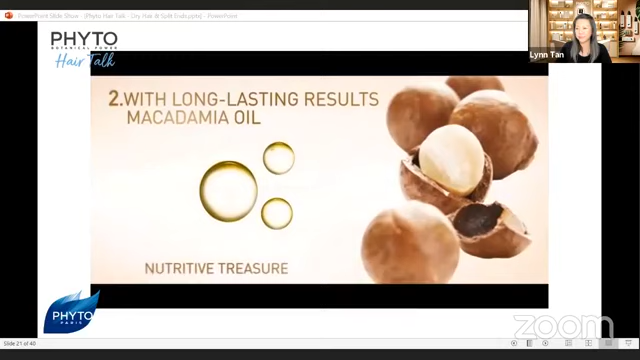 PowerPoint Slide Show - [Phyto Hair Talk - Dry Hair & Split Ends.pptx] - PowerPoint
Lynn Tan
PHYTO
BOTANICAL POWER
Hair Talk
2.WITH LONG-LASTING RESULTS
MACADAMIA OIL
NUTRITIVE TREASURE
PHYTO
PARIS
Slide 21 of 40
zoom